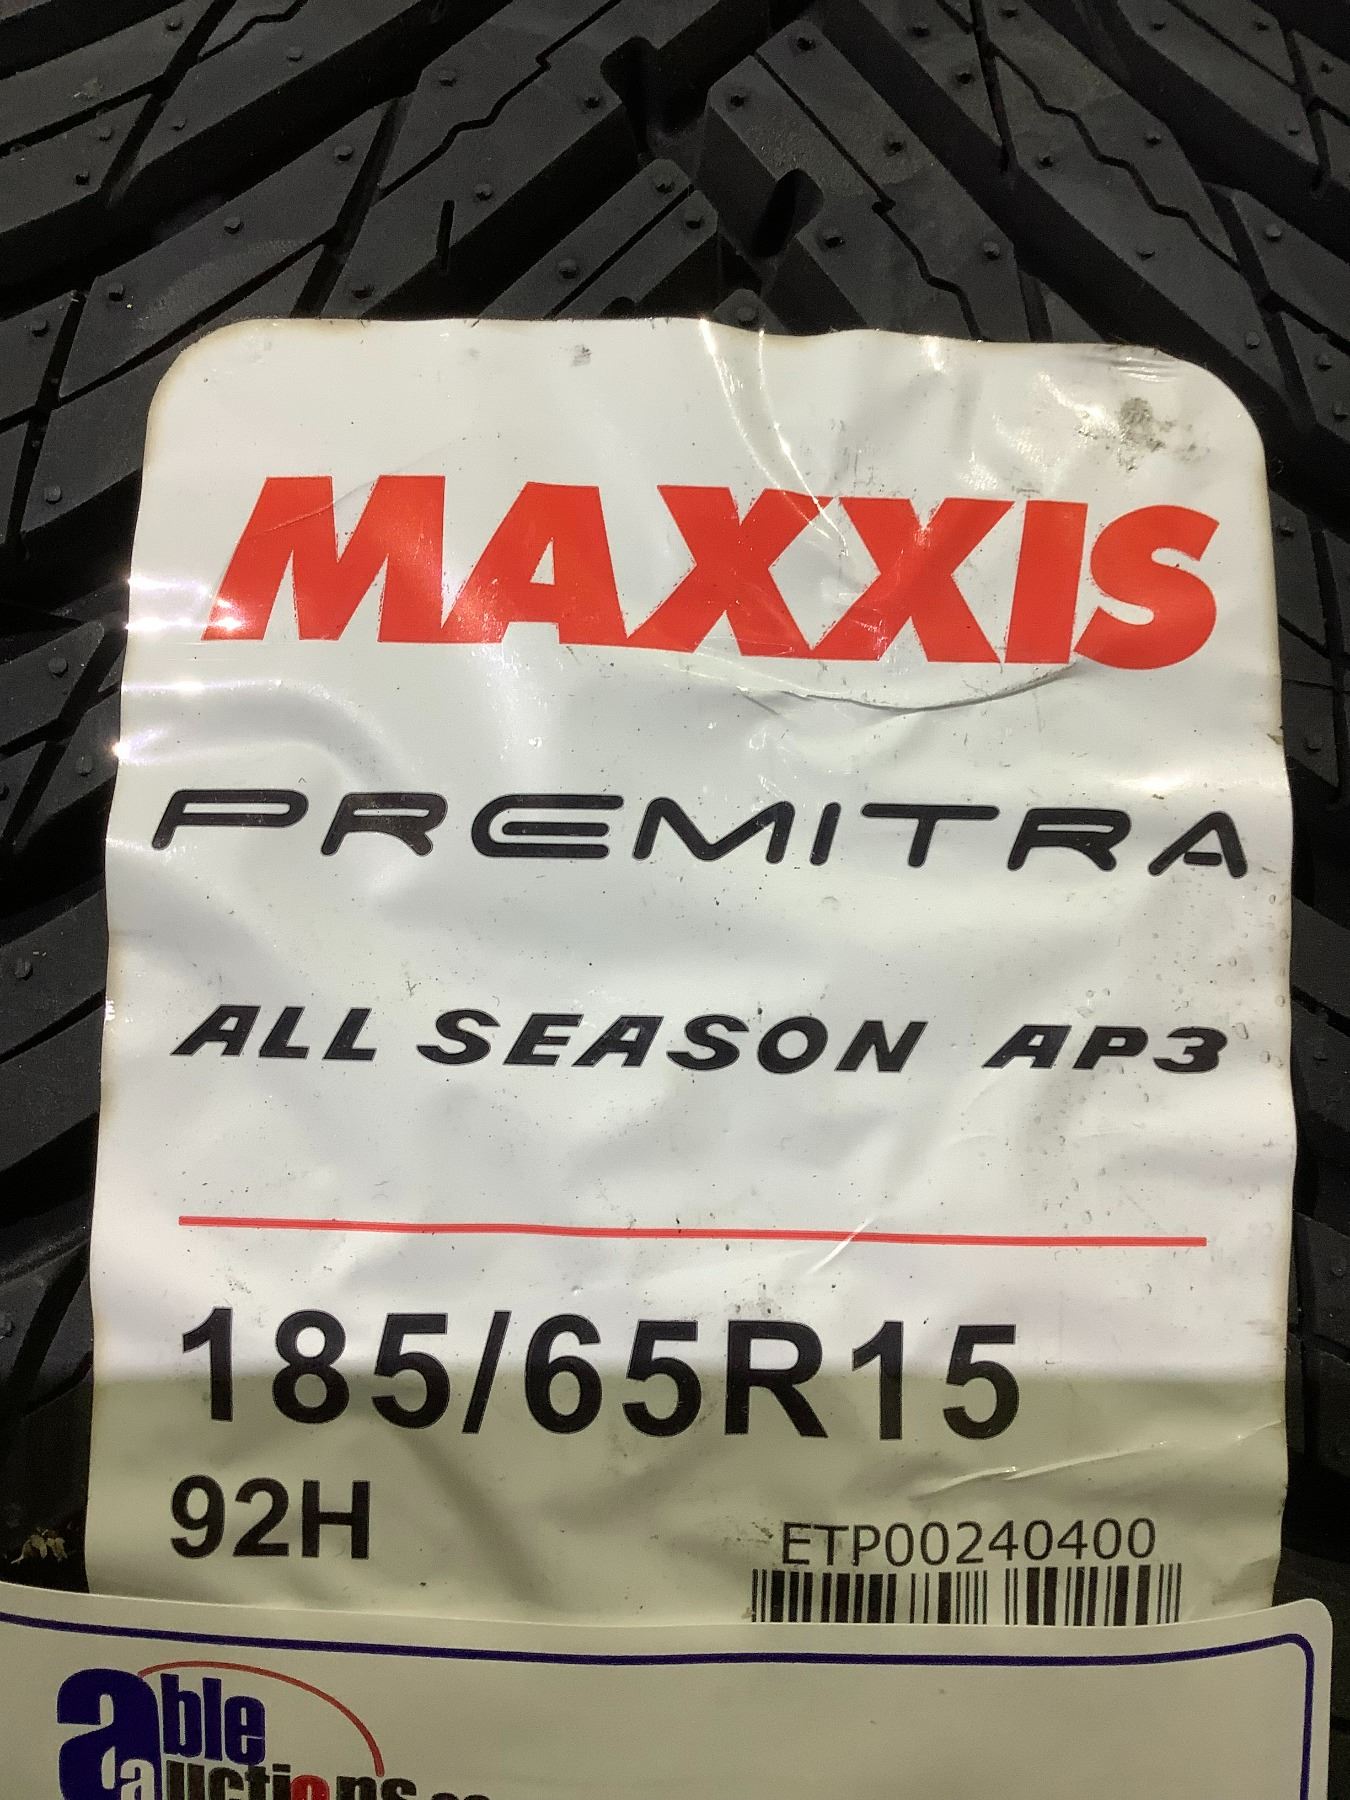 MAXXIS
PREMITRA
ALL SEASON AP3
185/65R15
92H
ETP00240400
able
auctions